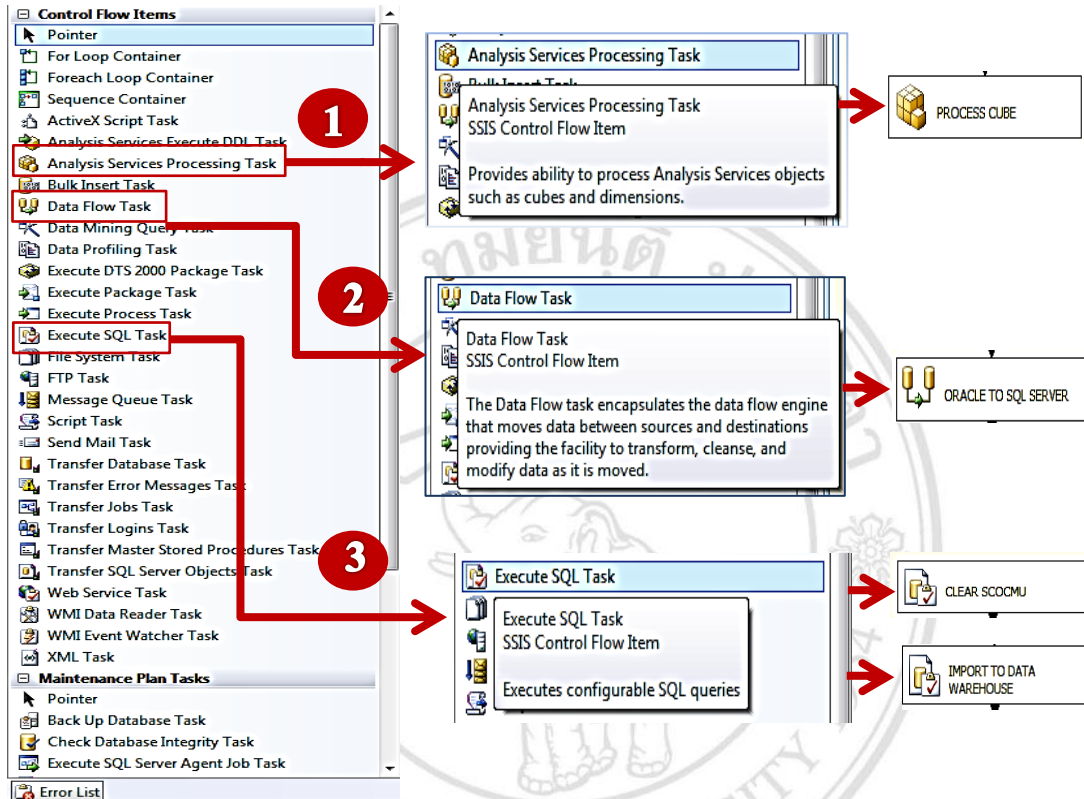 Control Flow Items
Pointer
For Loop Container
Foreach Loop Container
Sequence Container
ActiveX Script Task
Analysis Services Execute DDL Task
Analysis Services Processing Task
Bulk Insert Task
Data Flow Task
Data Mining Query Task
Data Profiling Task
Execute DTS 2000 Package Task
Execute Package Task
Execute Process Task
Execute SQL Task
File System Task
FTP Task
Message Queue Task
Script Task
Send Mail Task
Transfer Database Task
Transfer Error Messages Task
Transfer Jobs Task
Transfer Logins Task
Transfer Master Stored Procedures Task
Transfer SQL Server Objects Task
Web Service Task
WMI Data Reader Task
WMI Event Watcher Task
XML Task
Maintenance Plan Tasks
Pointer
Back Up Database Task
Check Database Integrity Task
Execute SQL Server Agent Job Task
Error List
1
Analysis Services Processing Task
Bulk Insert Task
Analysis Services Processing Task
SSIS Control Flow Item
Provides ability to process Analysis Services objects
such as cubes and dimensions.
PROCESS CUBE
2
Data Flow Task
Data Flow Task
SSIS Control Flow Item
The Data Flow task encapsulates the data flow engine
that moves data between sources and destinations
providing the facility to transform, cleanse, and
modify data as it is moved.
ORACLE TO SQL SERVER
3
Execute SQL Task
Execute SQL Task
SSIS Control Flow Item
Executes configurable SQL queries
CLEAR SCOCMU
IMPORT TO DATA
WAREHOUSE